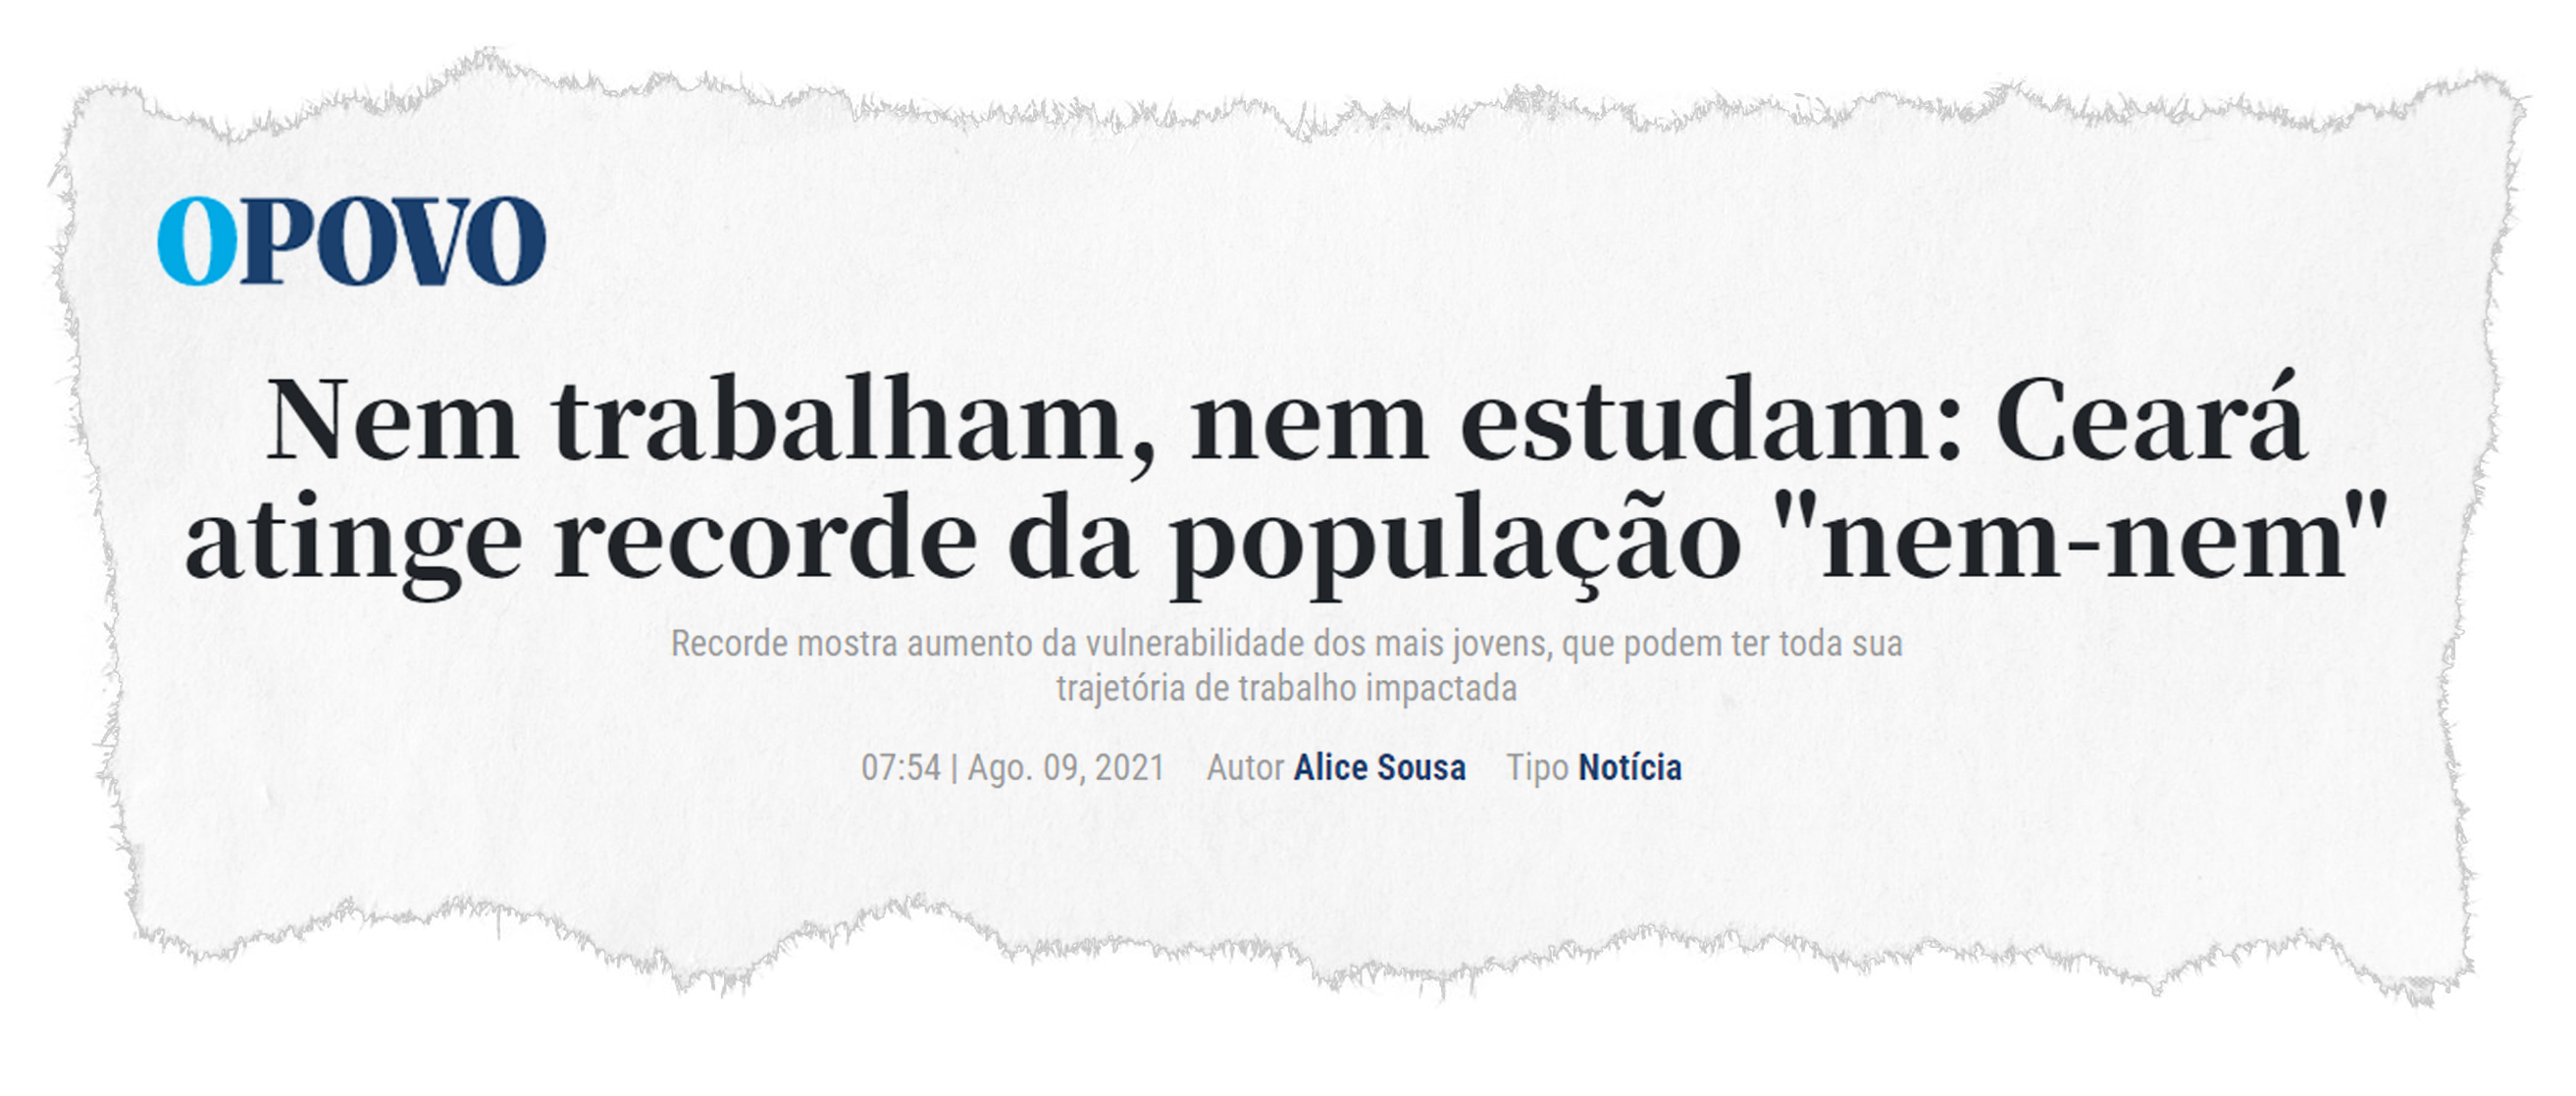 OPOVO
Nem trabalham, nem estudam: Ceará
atinge recorde da população "nem-nem"
Recorde mostra aumento da vulnerabilidade dos mais jovens, que podem ter toda sua
trajetória de trabalho impactada
07:54 | Ago. 09, 2021 Autor Alice Sousa Tipo Notícia